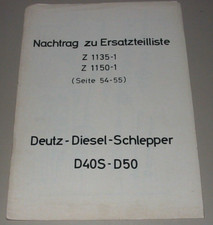 Nachtrag zu Ersatzteilliste
Z 1135-1
Z 1150-1
(Seite 54-55)
Deutz-Diesel-Schlepper
D40S-D50